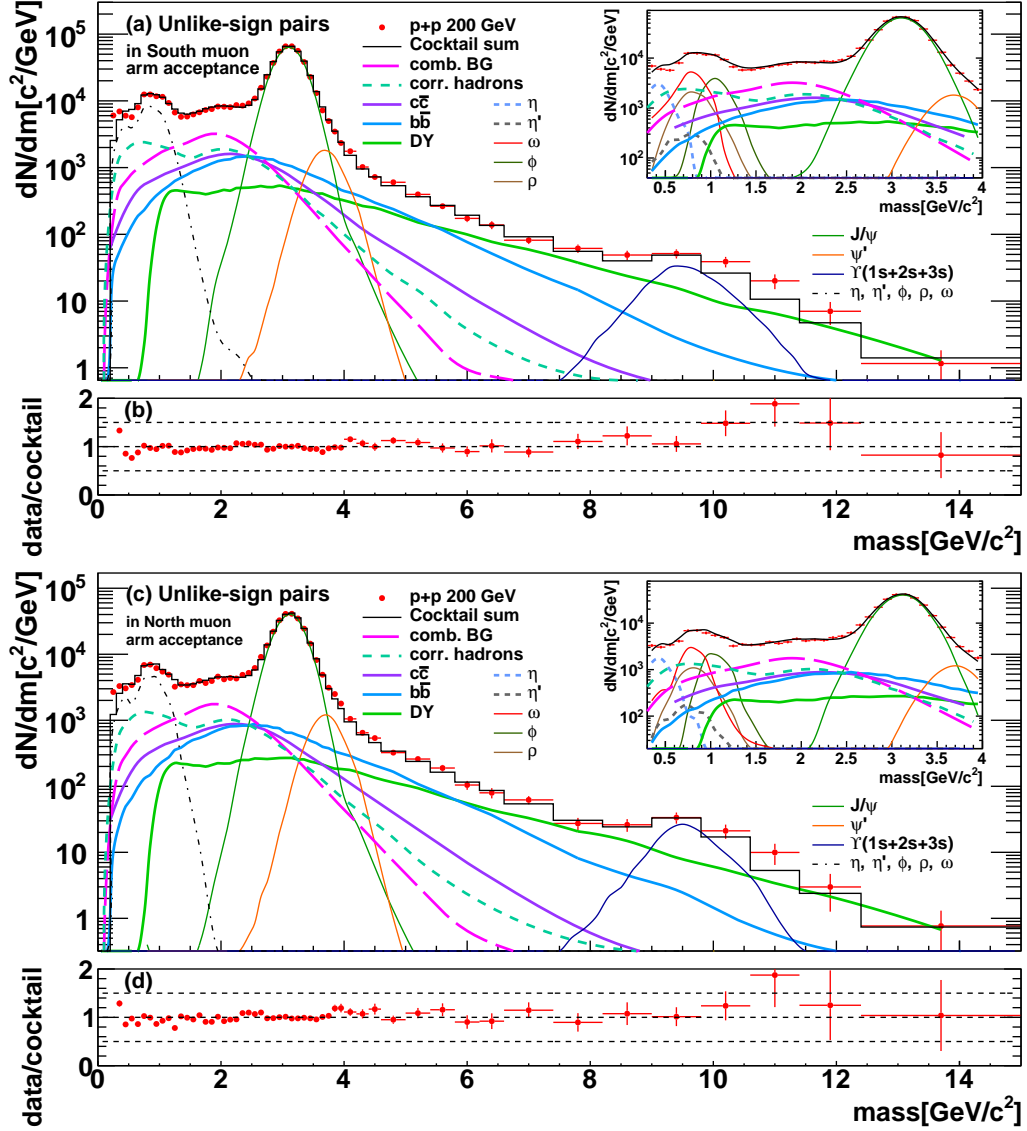 (a) Unlike-sign pairs
in South muon
arm acceptance
p+p 200 GeV
Cocktail sum
comb. BG
corr. hadrons
cc̅
bb̅
DY
η
η'
ω
ϕ
ρ
dN/dm[c²/GeV]
10⁵
10⁴
10³
10²
10
1
dN/dm[c²/GeV]
10⁴
10³
10²
0.5 1 1.5 2 2.5 3 3.5 4
mass[GeV/c²]
J/ψ
ψ'
ϒ(1s+2s+3s)
η, η', ϕ, ρ, ω
(b)
data/cocktail
2
1
0
0 2 4 6 8 10 12 14
mass[GeV/c²]
(c) Unlike-sign pairs
in North muon
arm acceptance
p+p 200 GeV
Cocktail sum
comb. BG
corr. hadrons
cc̅
bb̅
DY
η
η'
ω
ϕ
ρ
dN/dm[c²/GeV]
10⁵
10⁴
10³
10²
10
1
dN/dm[c²/GeV]
10⁴
10³
10²
0.5 1 1.5 2 2.5 3 3.5 4
mass[GeV/c²]
J/ψ
ψ'
ϒ(1s+2s+3s)
η, η', ϕ, ρ, ω
(d)
data/cocktail
2
1
0
0 2 4 6 8 10 12 14
mass[GeV/c²]